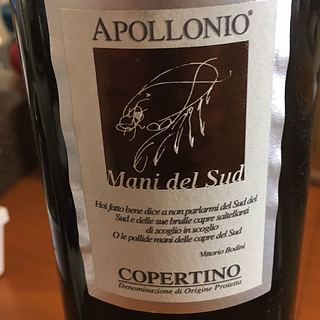 APOLLONIO®
Mani del Sud
Hai fatto bene dice a non parlarmi del Sud del
Sud e delle sue brulle capre saltellanti
di scoglio in scoglio
O le pallide mani delle capre del Sud
Vittorio Bodini
COPERTINO
Denominazione di Origine Protetta